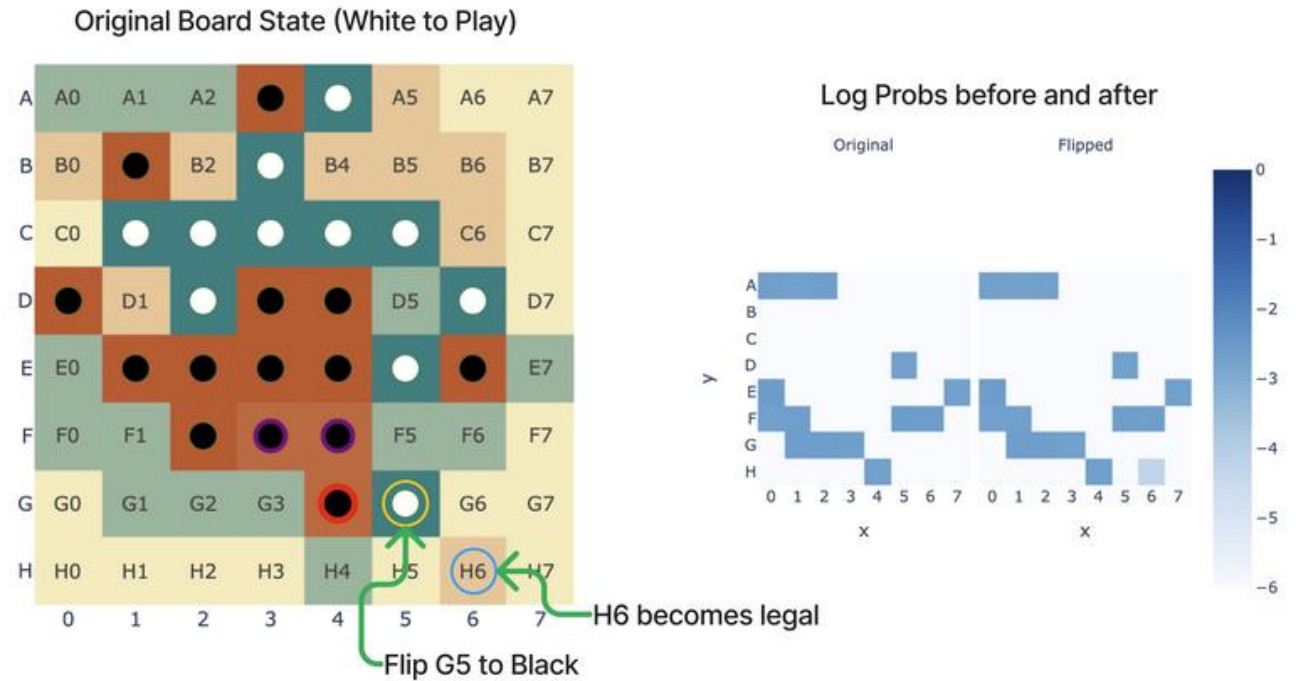 Original Board State (White to Play)
A A0 A1 A2 A5 A6 A7
B B0 B2 B4 B5 B6 B7
C C0 C6 C7
D D1 D5 D7
E E0 E7
F F0 F1 F5 F6 F7
G G0 G1 G2 G3 G6 G7
H H0 H1 H2 H3 H4 H5 H6 H7
0 1 2 3 4 5 6 7
H6 becomes legal
Flip G5 to Black
Log Probs before and after
Original Flipped
A
B
C
D
E
F
G
H
y
0 1 2 3 4 5 6 7 0 1 2 3 4 5 6 7
x x
0
−1
−2
−3
−4
−5
−6